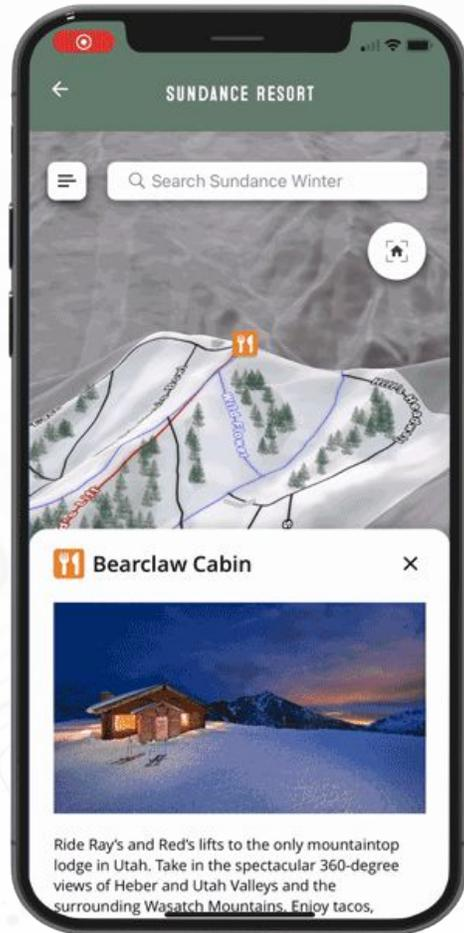 SUNDANCE RESORT
Search Sundance Winter
Wild-Flower
Bearclaw Cabin
Ride Ray's and Red's lifts to the only mountaintop
lodge in Utah. Take in the spectacular 360-degree
views of Heber and Utah Valleys and the
surrounding Wasatch Mountains. Enjoy tacos,